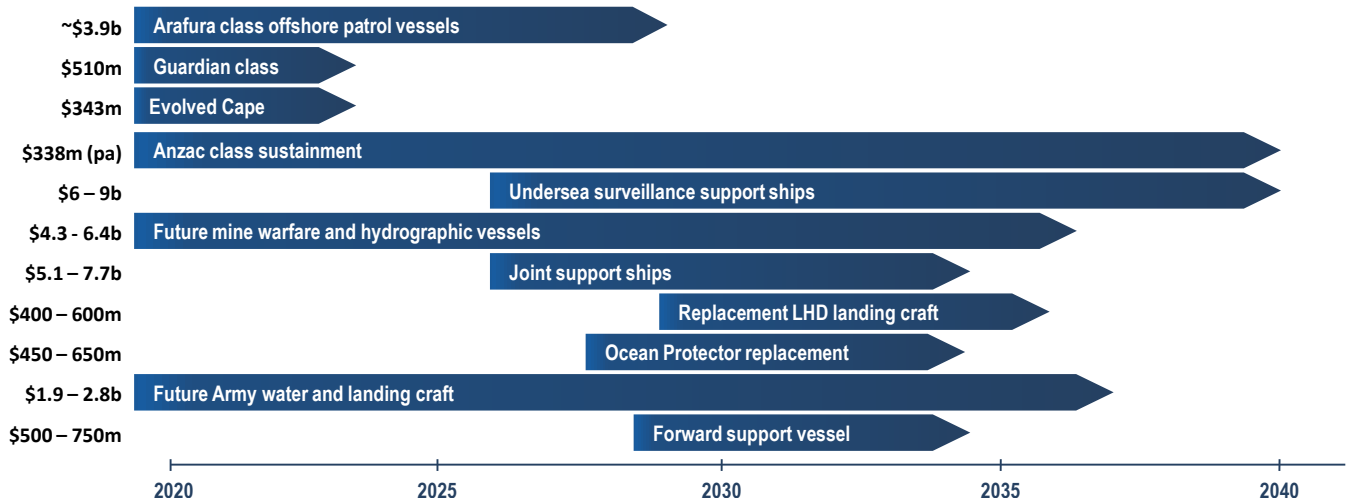 ~$3.9b Arafura class offshore patrol vessels
$510m Guardian class
$343m Evolved Cape
$338m (pa) Anzac class sustainment
$6 – 9b Undersea surveillance support ships
$4.3 - 6.4b Future mine warfare and hydrographic vessels
$5.1 – 7.7b Joint support ships
$400 – 600m Replacement LHD landing craft
$450 – 650m Ocean Protector replacement
$1.9 – 2.8b Future Army water and landing craft
$500 – 750m Forward support vessel
2020 2025 2030 2035 2040